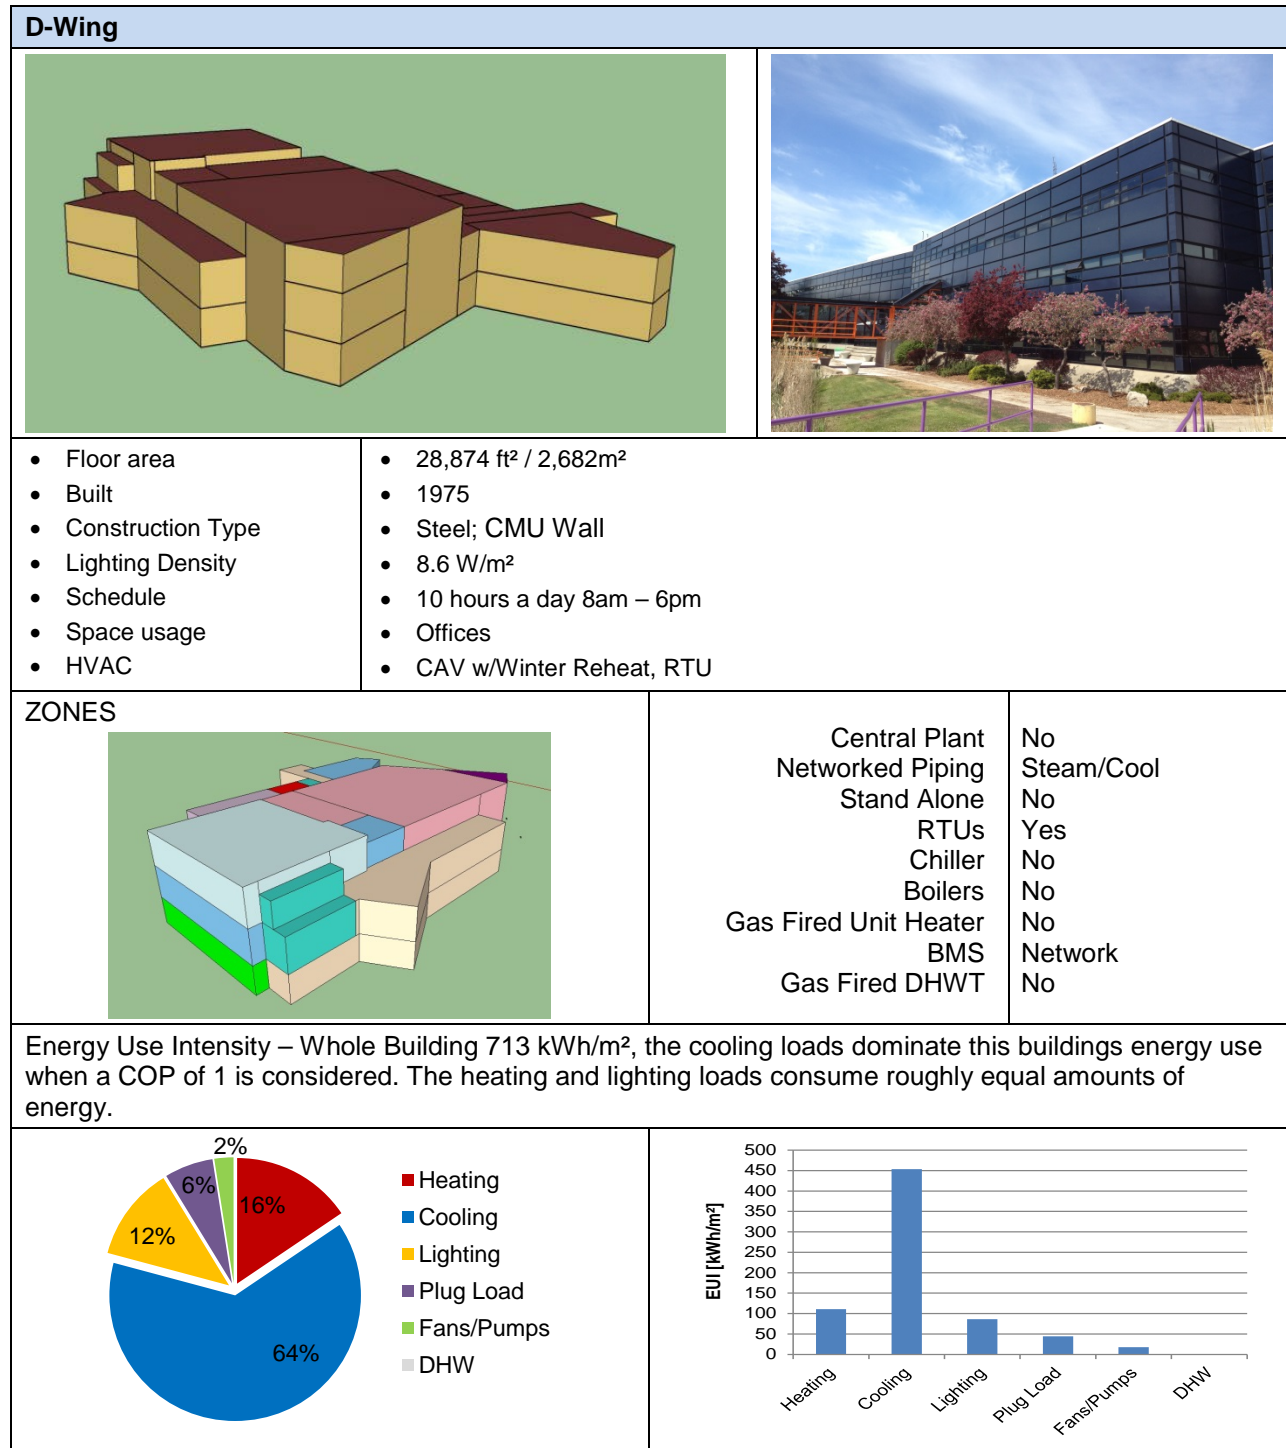 D-Wing
• Floor area
• Built
• Construction Type
• Lighting Density
• Schedule
• Space usage
• HVAC
• 28,874 ft² / 2,682m²
• 1975
• Steel; CMU Wall
• 8.6 W/m²
• 10 hours a day 8am – 6pm
• Offices
• CAV w/Winter Reheat, RTU
ZONES
Central Plant No
Networked Piping Steam/Cool
Stand Alone No
RTUs Yes
Chiller No
Boilers No
Gas Fired Unit Heater No
BMS Network
Gas Fired DHWT No
Energy Use Intensity – Whole Building 713 kWh/m², the cooling loads dominate this buildings energy use
when a COP of 1 is considered. The heating and lighting loads consume roughly equal amounts of
energy.
2%
6%
16%
12%
64%
Heating
Cooling
Lighting
Plug Load
Fans/Pumps
DHW
EUI [kWh/m²]
500
450
400
350
300
250
200
150
100
50
0
Heating
Cooling
Lighting
Plug Load
Fans/Pumps
DHW